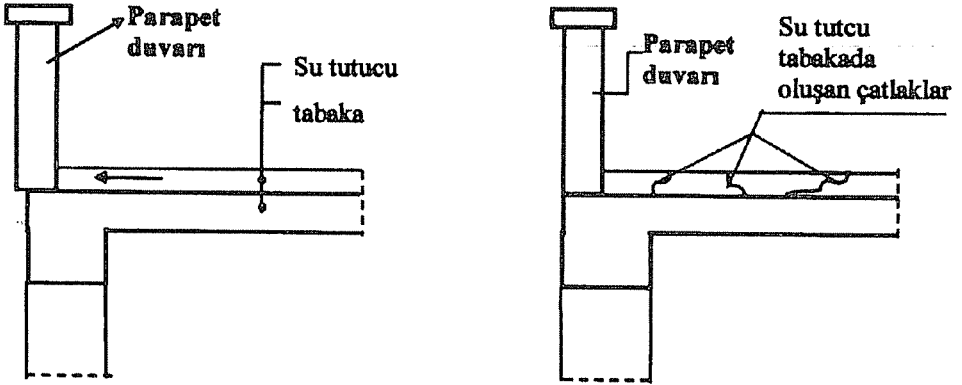 Parapet
duvarı
Su tutucu
tabaka
Parapet
duvarı
Su tutcu
tabakada
oluşan çatlaklar